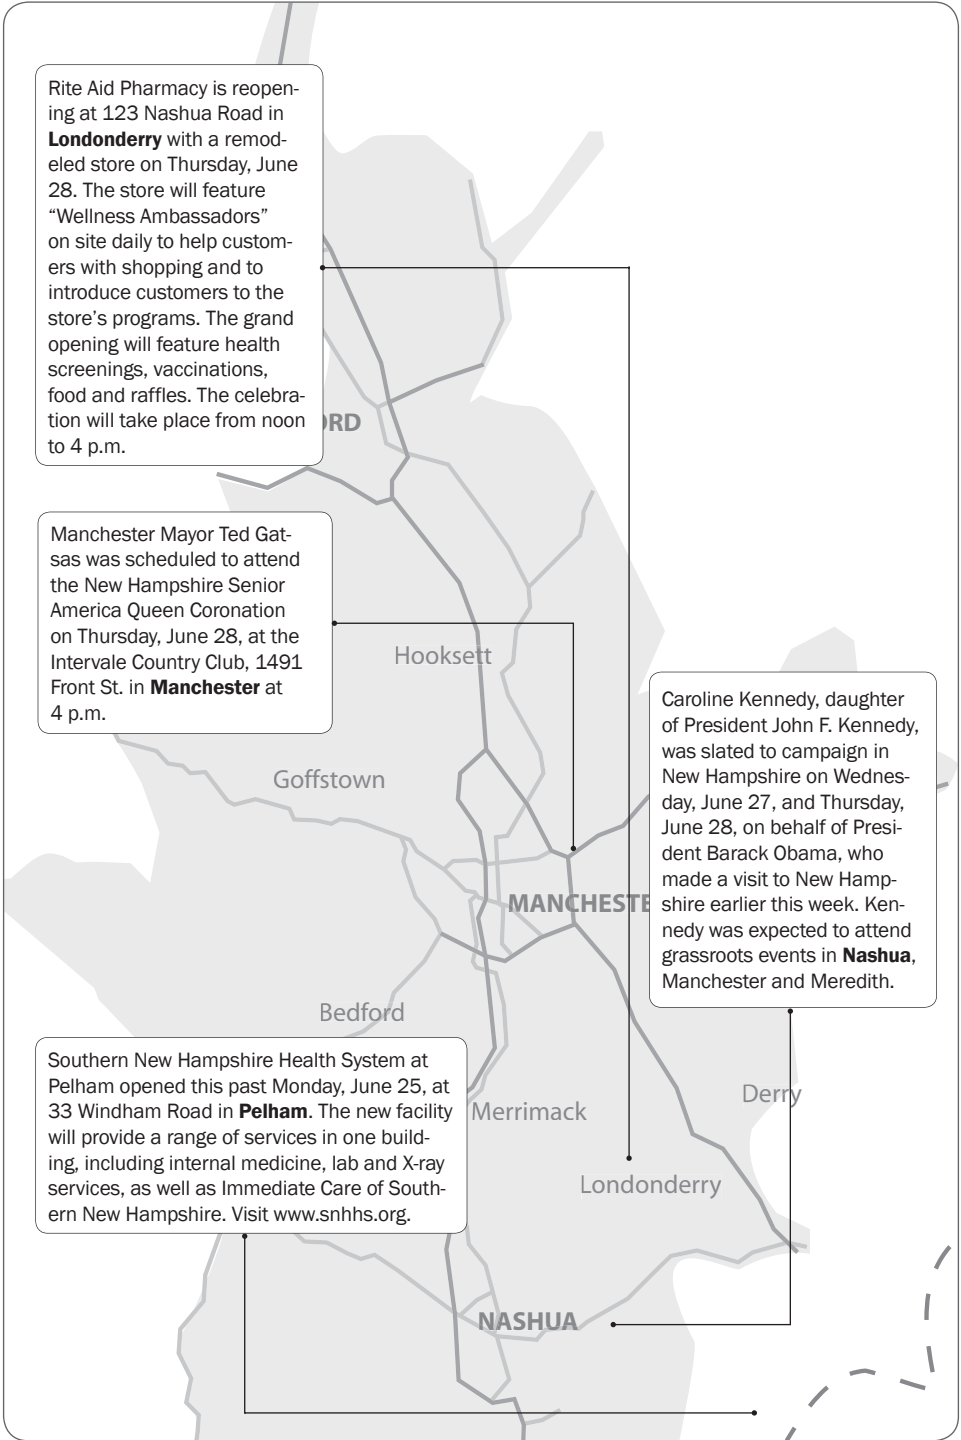 Rite Aid Pharmacy is reopen-
ing at 123 Nashua Road in
Londonderry with a remod-
eled store on Thursday, June
28. The store will feature
“Wellness Ambassadors”
on site daily to help custom-
ers with shopping and to
introduce customers to the
store’s programs. The grand
opening will feature health
screenings, vaccinations,
food and raffles. The celebra-
tion will take place from noon
to 4 p.m.
ORD
Manchester Mayor Ted Gat-
sas was scheduled to attend
the New Hampshire Senior
America Queen Coronation
on Thursday, June 28, at the
Intervale Country Club, 1491
Front St. in Manchester at
4 p.m.
Hooksett
Goffstown
Caroline Kennedy, daughter
of President John F. Kennedy,
was slated to campaign in
New Hampshire on Wednes-
day, June 27, and Thursday,
June 28, on behalf of Presi-
dent Barack Obama, who
made a visit to New Hamp-
shire earlier this week. Ken-
nedy was expected to attend
grassroots events in Nashua,
Manchester and Meredith.
MANCHESTE
Bedford
Southern New Hampshire Health System at
Pelham opened this past Monday, June 25, at
33 Windham Road in Pelham. The new facility
will provide a range of services in one build-
ing, including internal medicine, lab and X-ray
services, as well as Immediate Care of South-
ern New Hampshire. Visit www.snhhs.org.
Derry
Merrimack
Londonderry
NASHUA